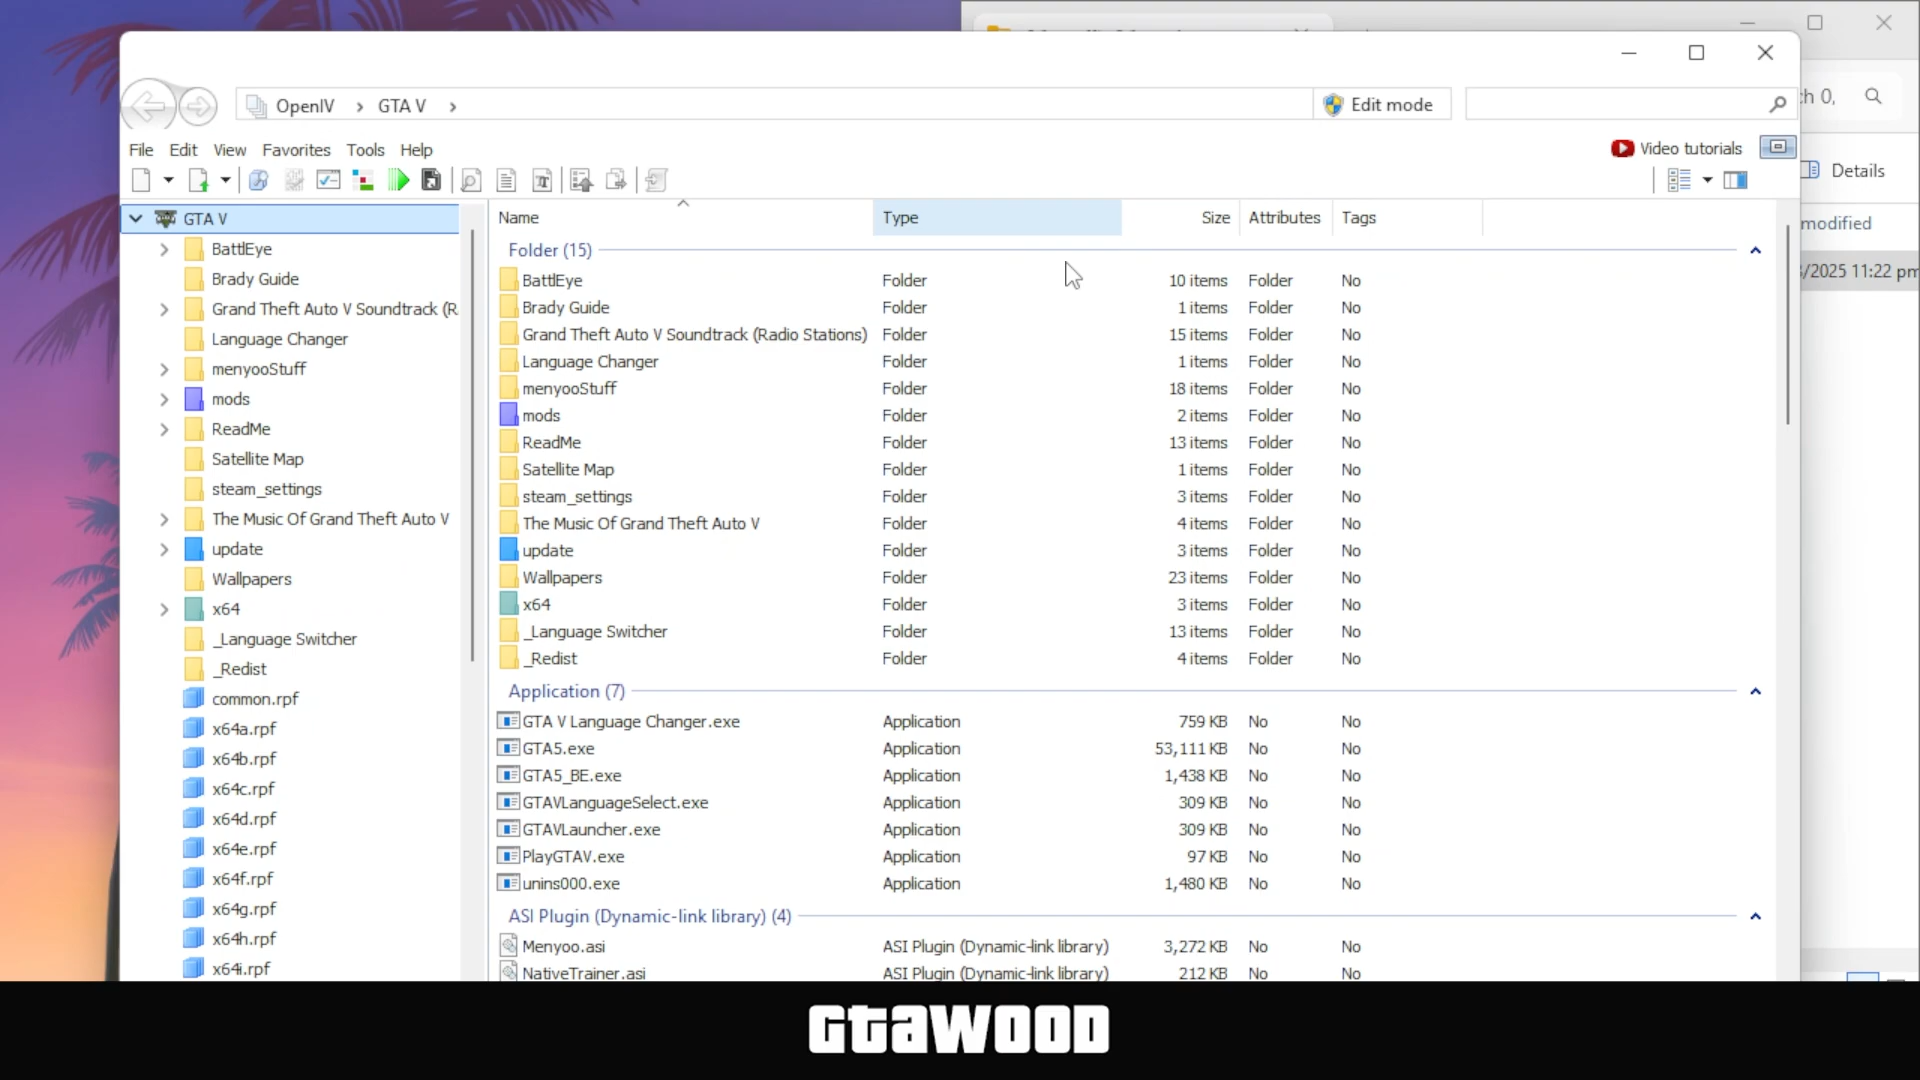 OpenIV > GTA V >
Edit mode
ch 0,
File Edit View Favorites Tools Help
Video tutorials
Details
GTA V
BattlEye
Brady Guide
Grand Theft Auto V Soundtrack (R
Language Changer
menyooStuff
mods
ReadMe
Satellite Map
steam_settings
The Music Of Grand Theft Auto V
update
Wallpapers
x64
_Language Switcher
_Redist
common.rpf
x64a.rpf
x64b.rpf
x64c.rpf
x64d.rpf
x64e.rpf
x64f.rpf
x64g.rpf
x64h.rpf
x64i.rpf
Name Type Size Attributes Tags
Folder (15)
BattlEye Folder 10 items Folder No
Brady Guide Folder 1 items Folder No
Grand Theft Auto V Soundtrack (Radio Stations) Folder 15 items Folder No
Language Changer Folder 1 items Folder No
menyooStuff Folder 18 items Folder No
mods Folder 2 items Folder No
ReadMe Folder 13 items Folder No
Satellite Map Folder 1 items Folder No
steam_settings Folder 3 items Folder No
The Music Of Grand Theft Auto V Folder 4 items Folder No
update Folder 3 items Folder No
Wallpapers Folder 23 items Folder No
x64 Folder 3 items Folder No
_Language Switcher Folder 13 items Folder No
_Redist Folder 4 items Folder No
Application (7)
GTA V Language Changer.exe Application 759 KB No No
GTA5.exe Application 53,111 KB No No
GTA5_BE.exe Application 1,438 KB No No
GTAVLanguageSelect.exe Application 309 KB No No
GTAVLauncher.exe Application 309 KB No No
PlayGTAV.exe Application 97 KB No No
unins000.exe Application 1,480 KB No No
ASI Plugin (Dynamic-link library) (4)
Menyoo.asi ASI Plugin (Dynamic-link library) 3,272 KB No No
NativeTrainer.asi ASI Plugin (Dynamic-link library) 212 KB No No
modified
/2025 11:22 pm
GtaWOOD